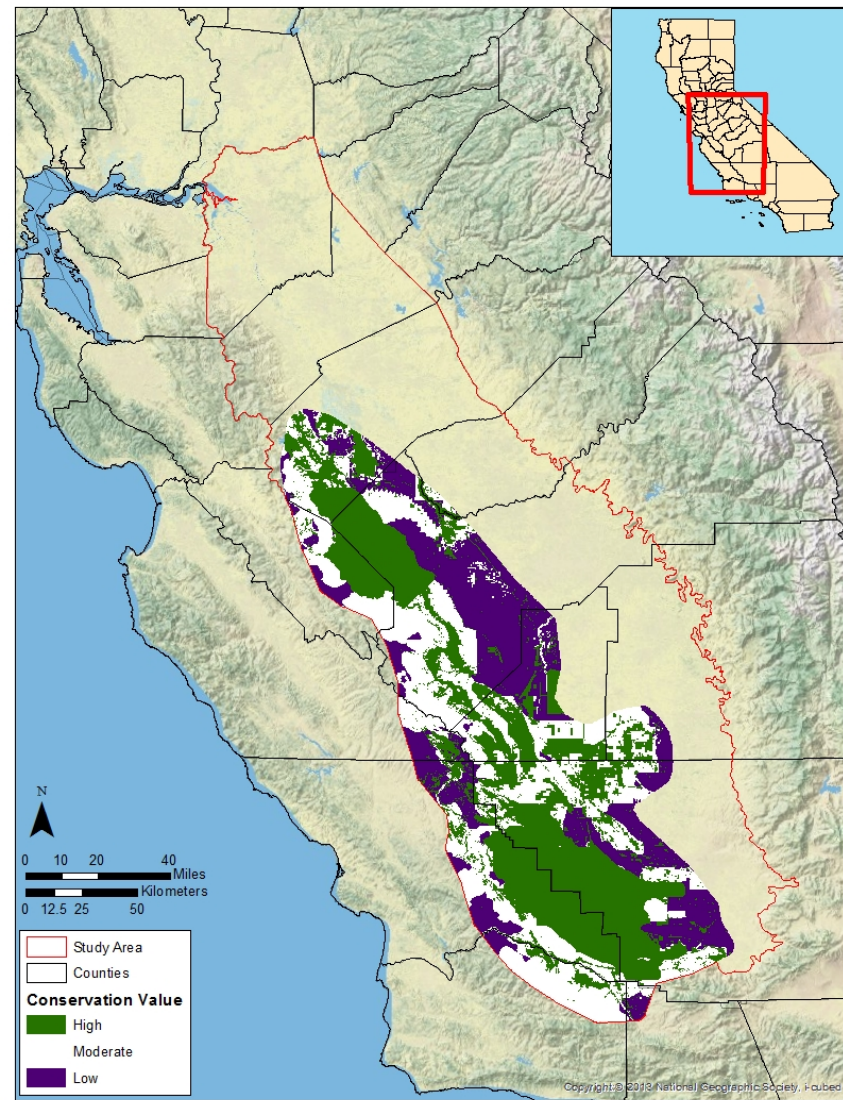 N
0 20 40
Miles
Kilometers
0 12.5 25 50
Study Area
Counties
Conservation Value
High
Moderate
Low
Copyright:© 2013 National Geographic Society, i-cubed